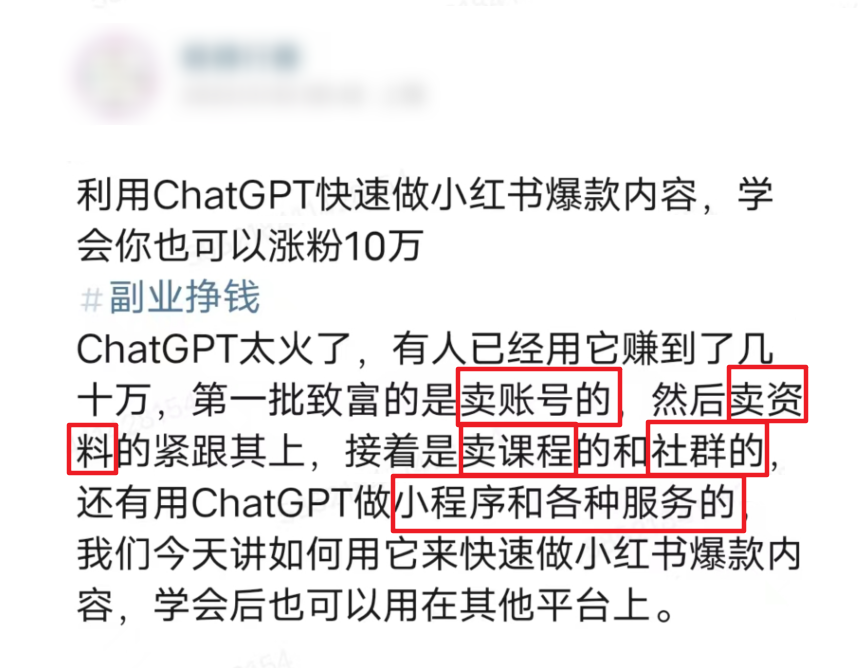 利用ChatGPT快速做小红书爆款内容，学
会你也可以涨粉10万
#副业挣钱
ChatGPT太火了，有人已经用它赚到了几
十万，第一批致富的是卖账号的，然后卖资
料的紧跟其上，接着是卖课程的和社群的，
还有用ChatGPT做小程序和各种服务的，
我们今天讲如何用它来快速做小红书爆款内
容，学会后也可以用在其他平台上。